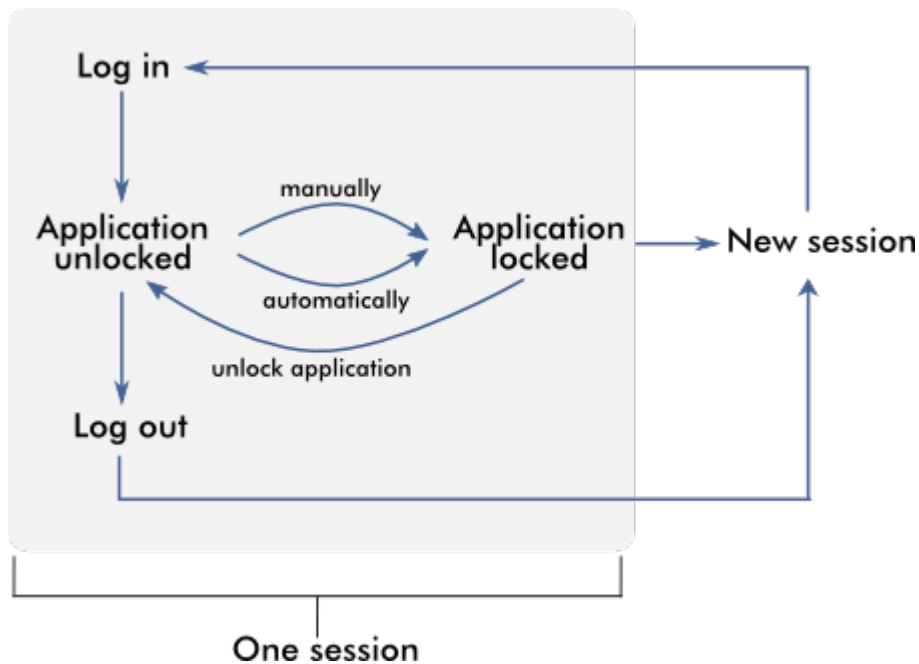 Log in
manually
Application
unlocked
Application
locked
New session
automatically
unlock application
Log out
One session